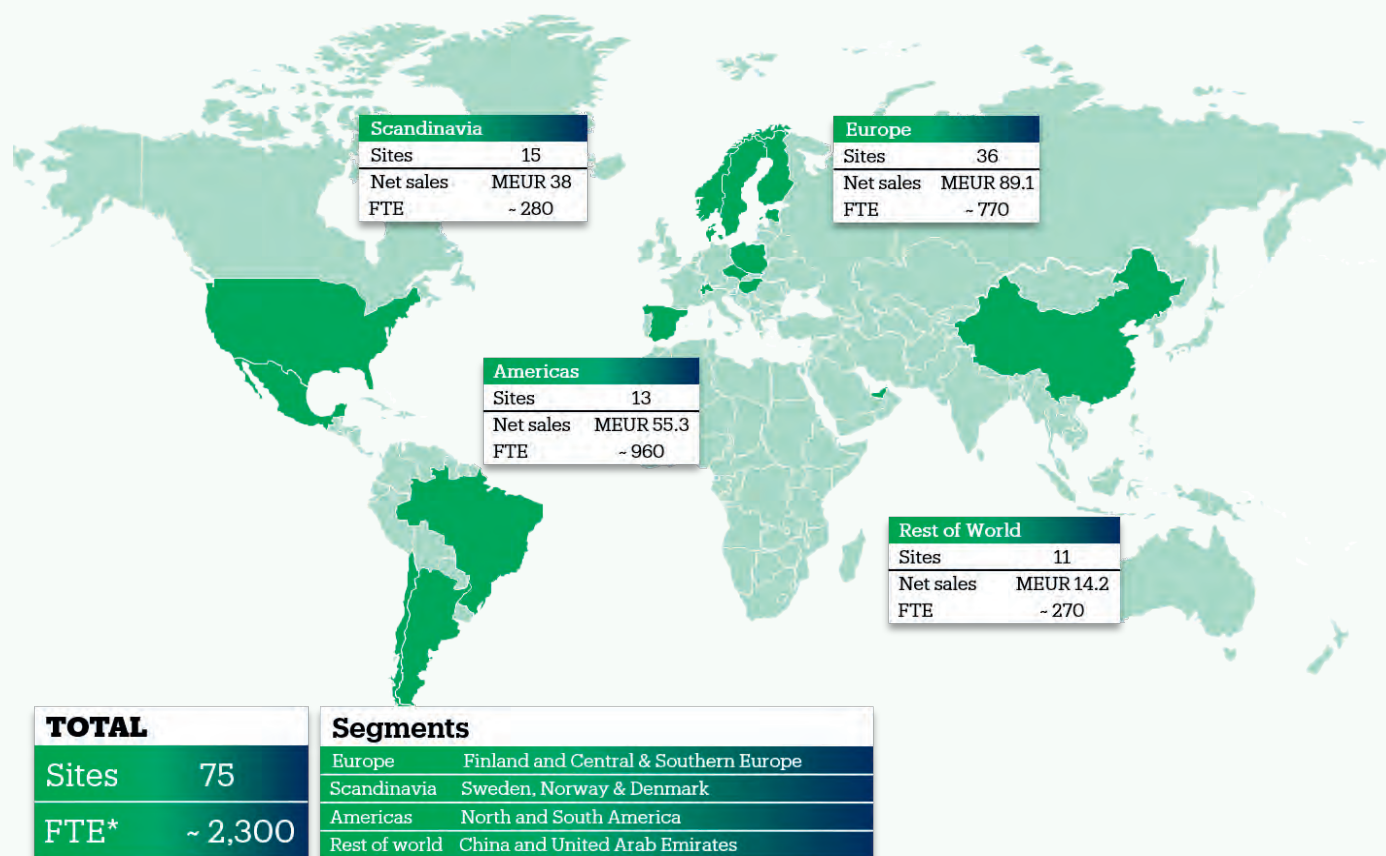 Scandinavia
Sites 15
Net sales MEUR 38
FTE ~ 280
Europe
Sites 36
Net sales MEUR 89.1
FTE ~ 770
Americas
Sites 13
Net sales MEUR 55.3
FTE ~ 960
Rest of World
Sites 11
Net sales MEUR 14.2
FTE ~ 270
TOTAL
Sites 75
FTE* ~ 2,300
Segments
Europe Finland and Central & Southern Europe
Scandinavia Sweden, Norway & Denmark
Americas North and South America
Rest of world China and United Arab Emirates